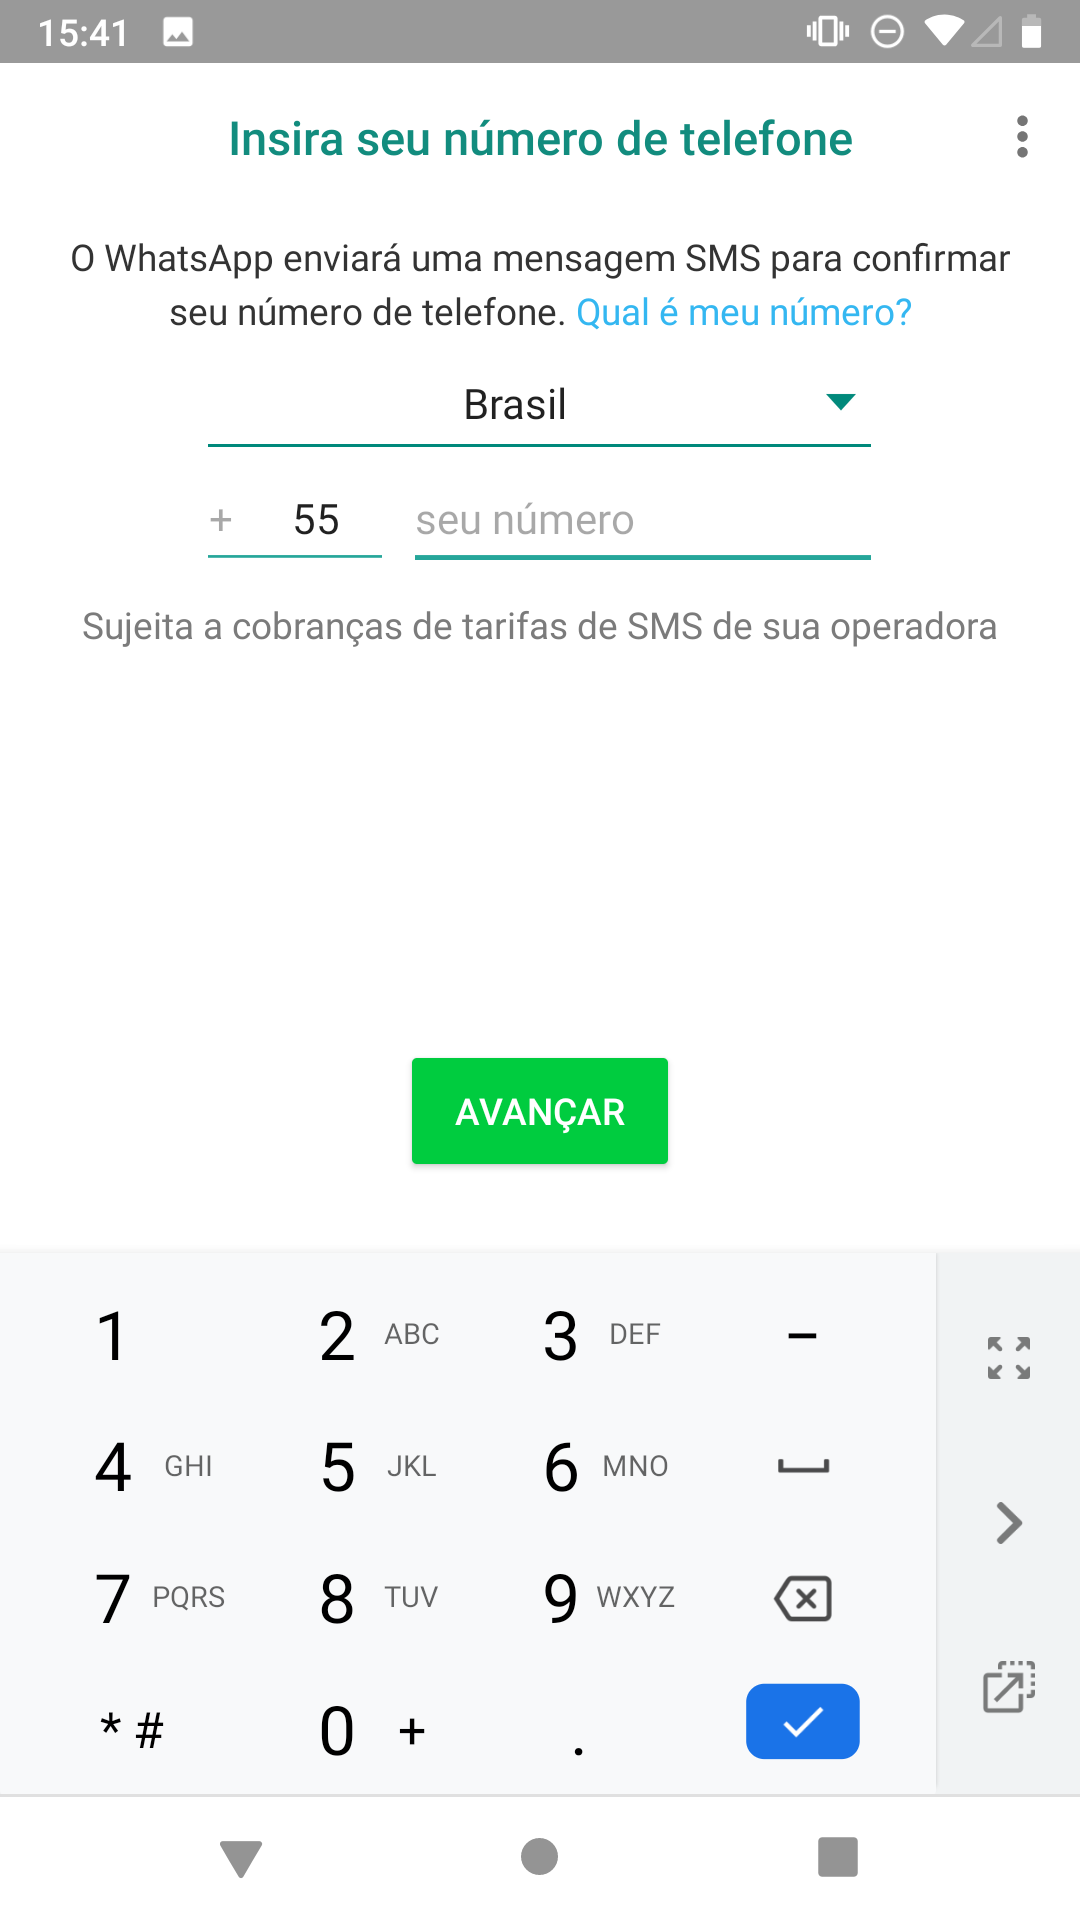 15:41
Insira seu número de telefone
O WhatsApp enviará uma mensagem SMS para confirmar
seu número de telefone. Qual é meu número?
Brasil
+ 55 seu número
Sujeita a cobranças de tarifas de SMS de sua operadora
AVANÇAR
1 2 ABC 3 DEF –
4 GHI 5 JKL 6 MNO
7 PQRS 8 TUV 9 WXYZ
* # 0 + .